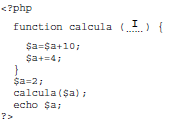 <?php
function calcula ( I ) {
$a=$a+10;
$a+=4;
}
$a=2;
calcula($a);
echo $a;
?>